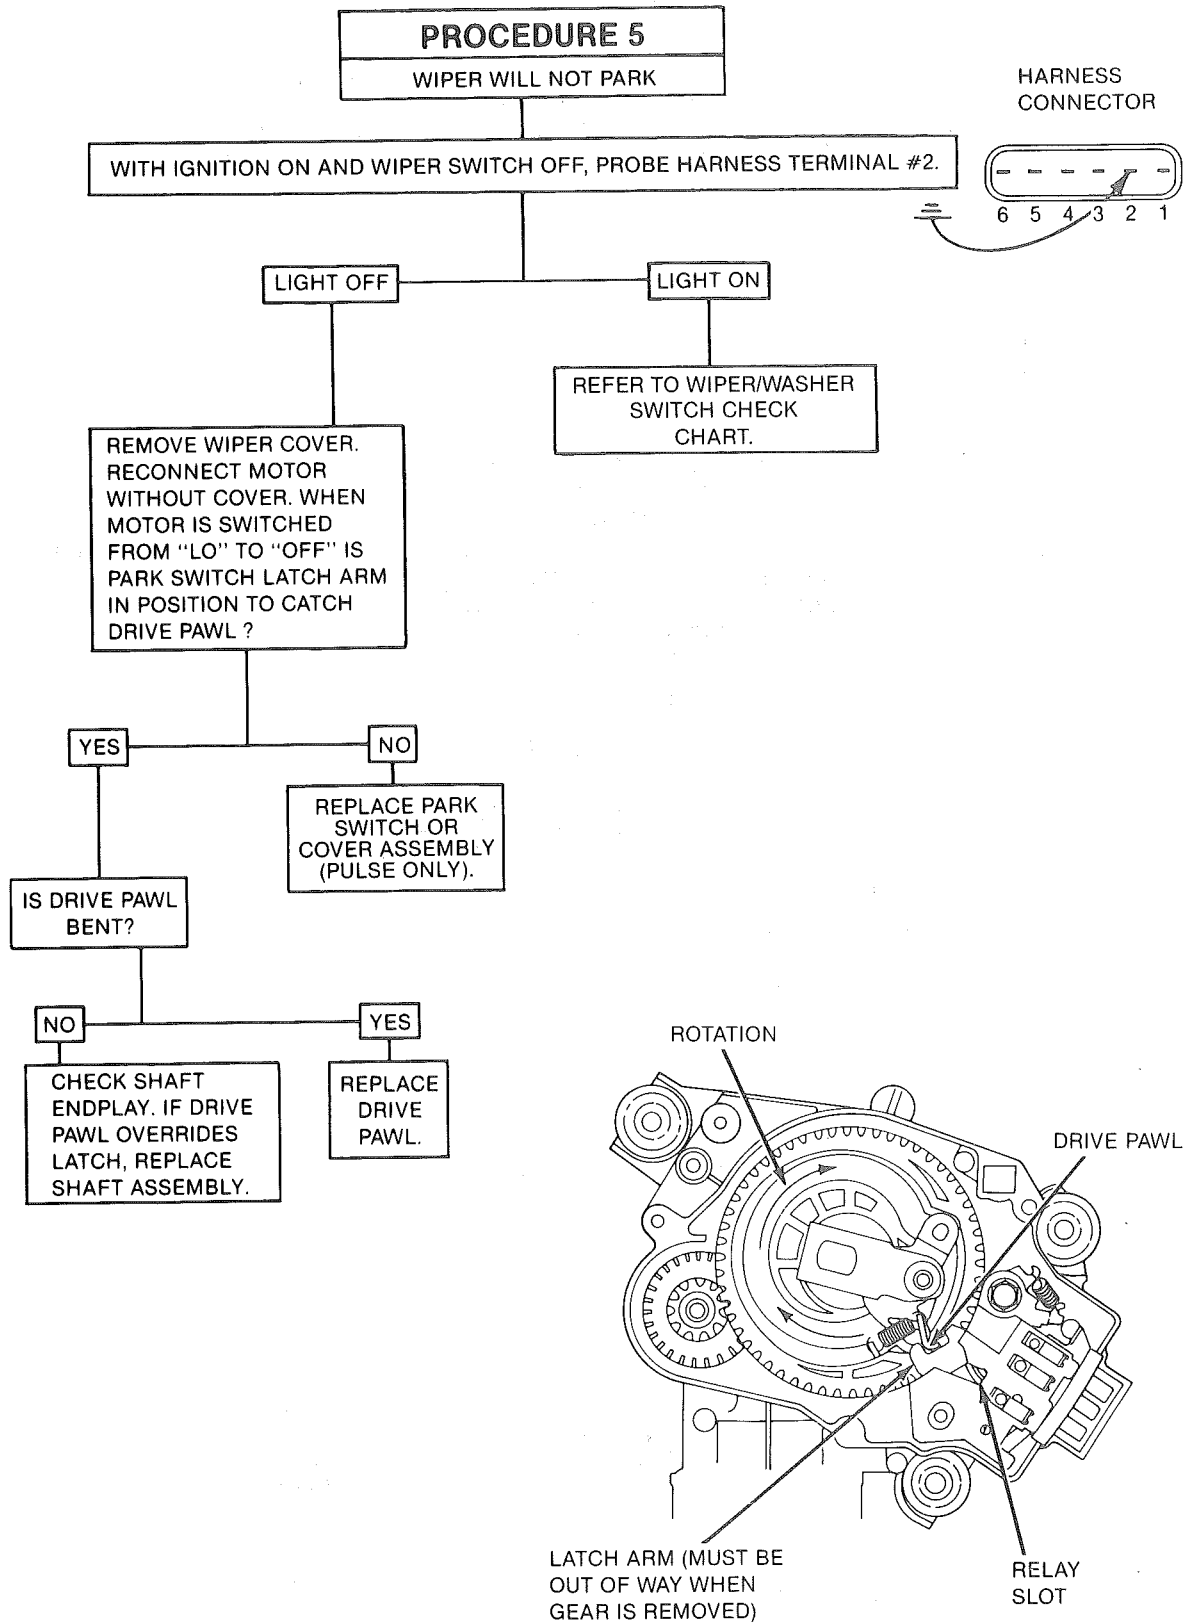 PROCEDURE 5
WIPER WILL NOT PARK
HARNESS
CONNECTOR
WITH IGNITION ON AND WIPER SWITCH OFF, PROBE HARNESS TERMINAL #2.
6 5 4 3 2 1
LIGHT OFF
LIGHT ON
REFER TO WIPER/WASHER
SWITCH CHECK
CHART.
REMOVE WIPER COVER.
RECONNECT MOTOR
WITHOUT COVER. WHEN
MOTOR IS SWITCHED
FROM "LO" TO "OFF" IS
PARK SWITCH LATCH ARM
IN POSITION TO CATCH
DRIVE PAWL ?
YES
NO
REPLACE PARK
SWITCH OR
COVER ASSEMBLY
(PULSE ONLY).
IS DRIVE PAWL
BENT?
NO
YES
CHECK SHAFT
ENDPLAY. IF DRIVE
PAWL OVERRIDES
LATCH, REPLACE
SHAFT ASSEMBLY.
REPLACE
DRIVE
PAWL.
ROTATION
DRIVE PAWL
LATCH ARM (MUST BE
OUT OF WAY WHEN
GEAR IS REMOVED)
RELAY
SLOT